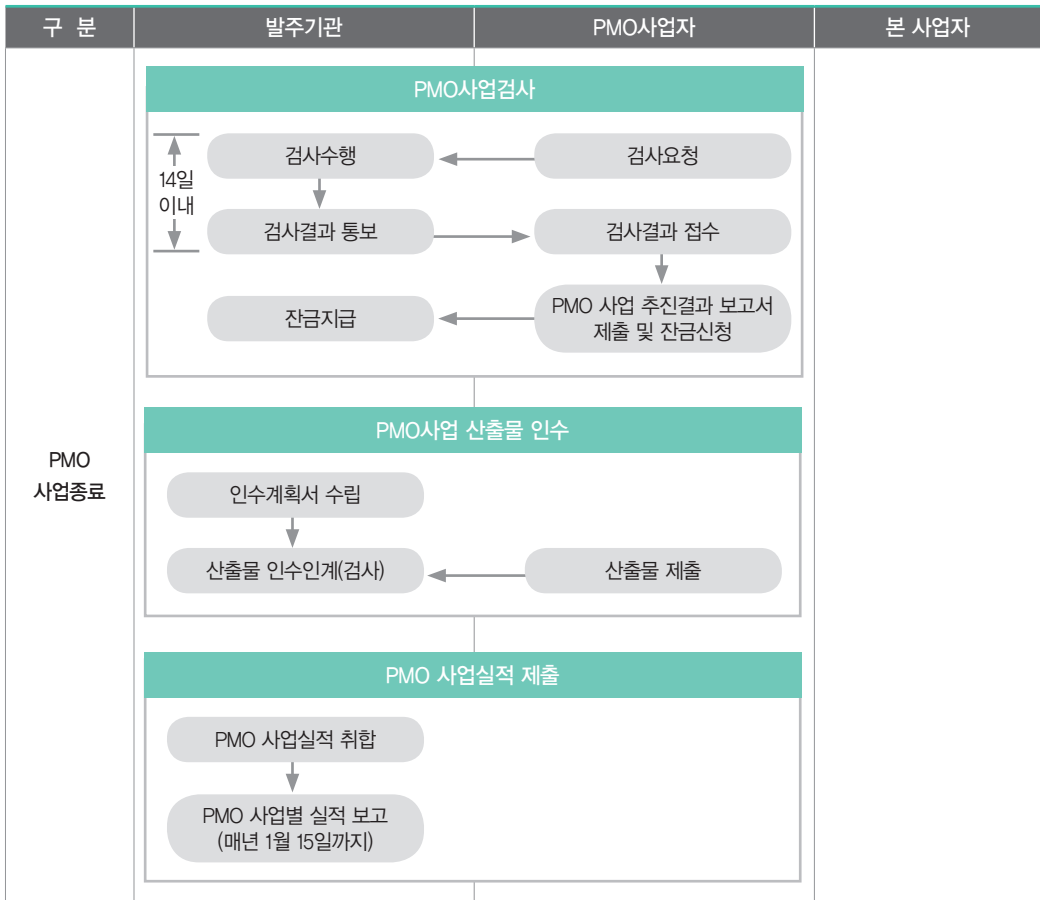 구 분
발주기관
PMO사업자
본 사업자
PMO
사업종료
PMO사업검사
14일
이내
검사수행
검사요청
검사결과 통보
검사결과 접수
잔금지급
PMO 사업 추진결과 보고서
제출 및 잔금신청
PMO사업 산출물 인수
인수계획서 수립
산출물 인수인계(검사)
산출물 제출
PMO 사업실적 제출
PMO 사업실적 취합
PMO 사업별 실적 보고
(매년 1월 15일까지)